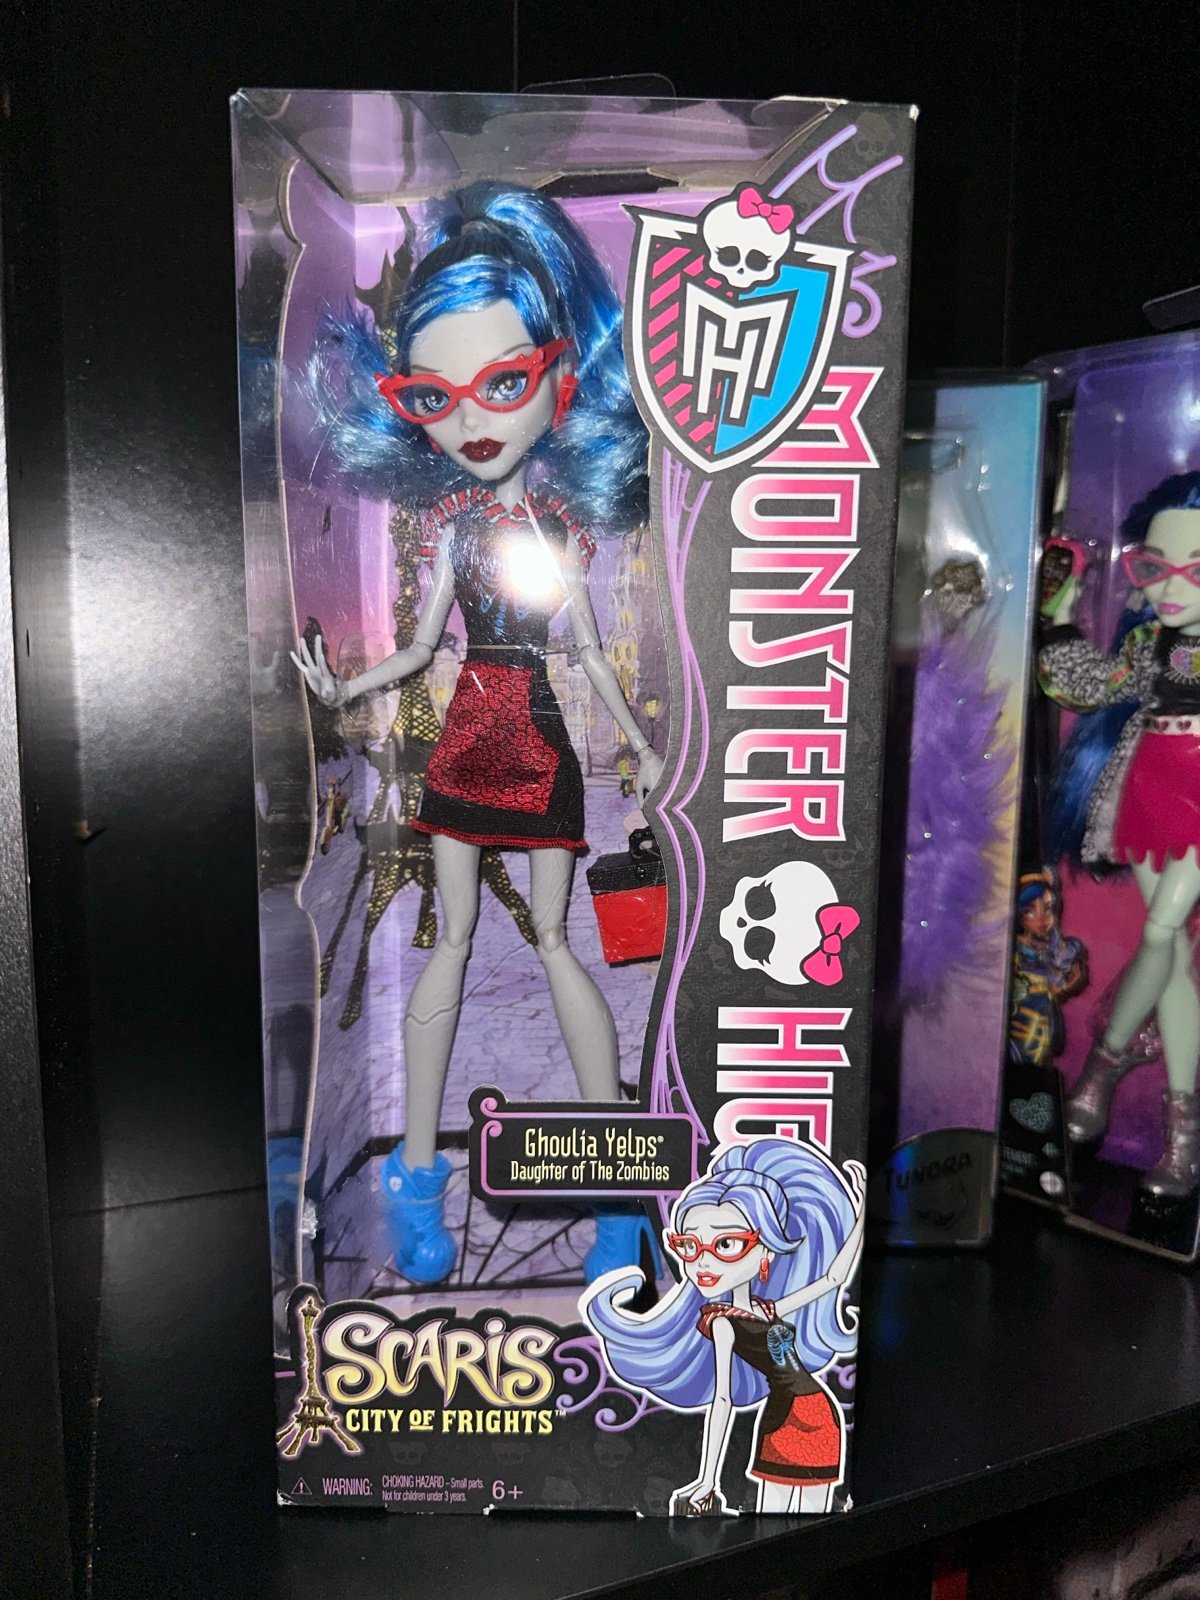 MH
MONSTER HIG
Ghoulia Yelps®
Daughter of The Zombies
SCARIS
CITY OF FRIGHTS™
WARNING: CHOKING HAZARD – Small parts.
Not for children under 3 years.
6+
TUNDRA